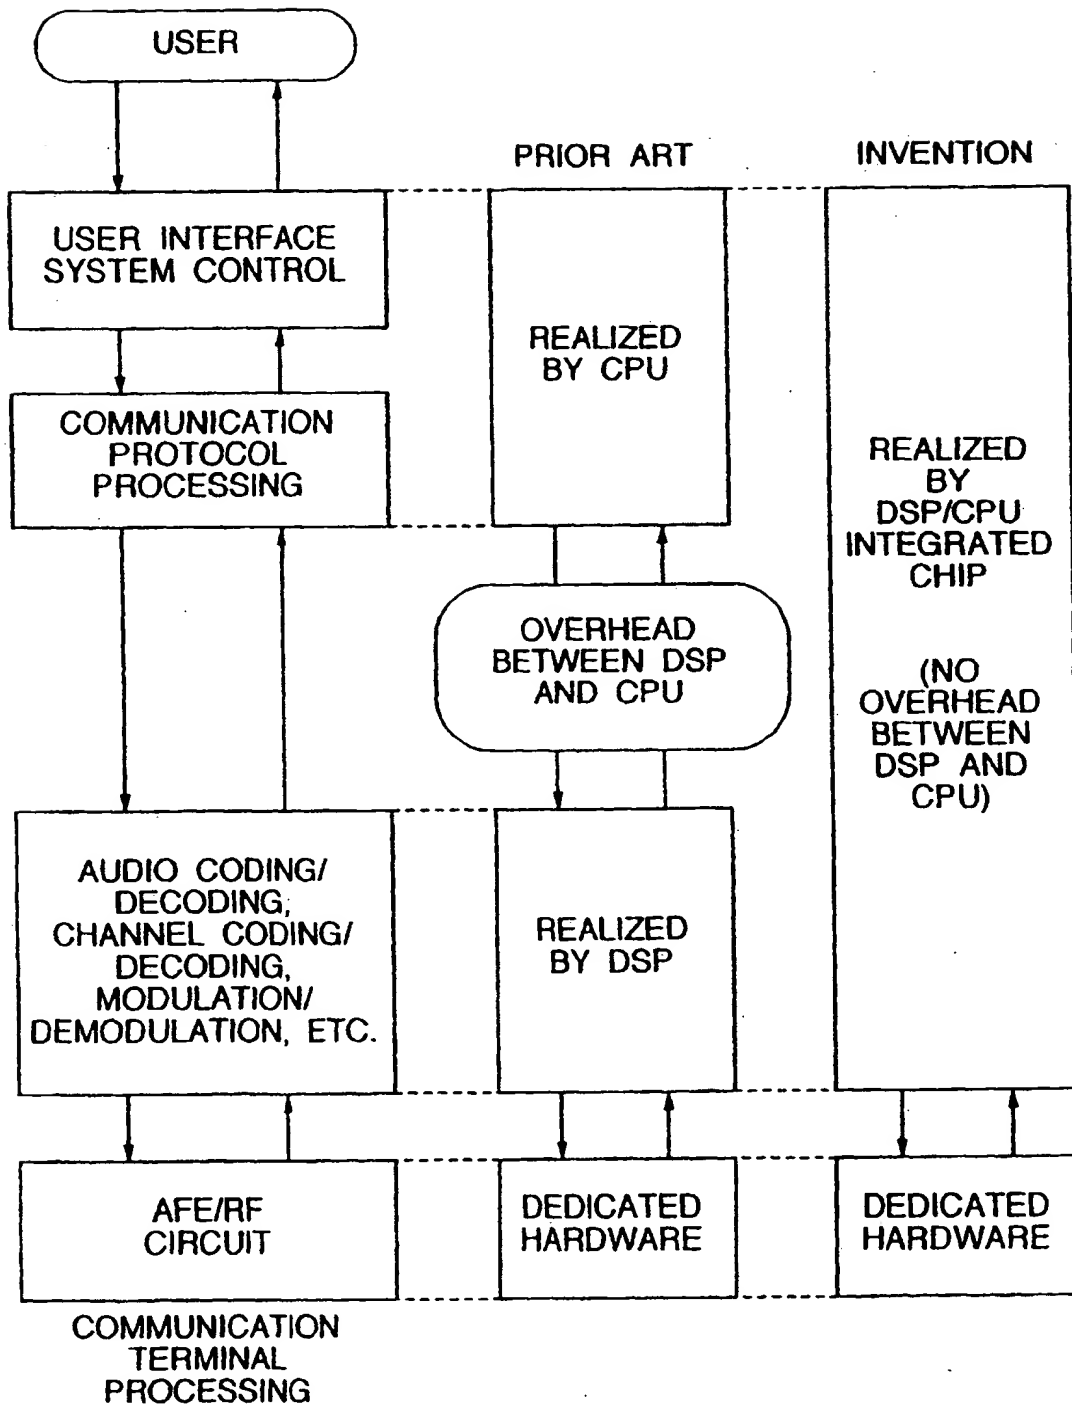 USER
PRIOR ART
INVENTION
USER INTERFACE
SYSTEM CONTROL
REALIZED
BY CPU
COMMUNICATION
PROTOCOL
PROCESSING
REALIZED
BY
DSP/CPU
INTEGRATED
CHIP
OVERHEAD
BETWEEN DSP
AND CPU
(NO
OVERHEAD
BETWEEN
DSP AND
CPU)
AUDIO CODING/
DECODING,
CHANNEL CODING/
DECODING,
MODULATION/
DEMODULATION, ETC.
REALIZED
BY DSP
AFE/RF
CIRCUIT
DEDICATED
HARDWARE
DEDICATED
HARDWARE
COMMUNICATION
TERMINAL
PROCESSING